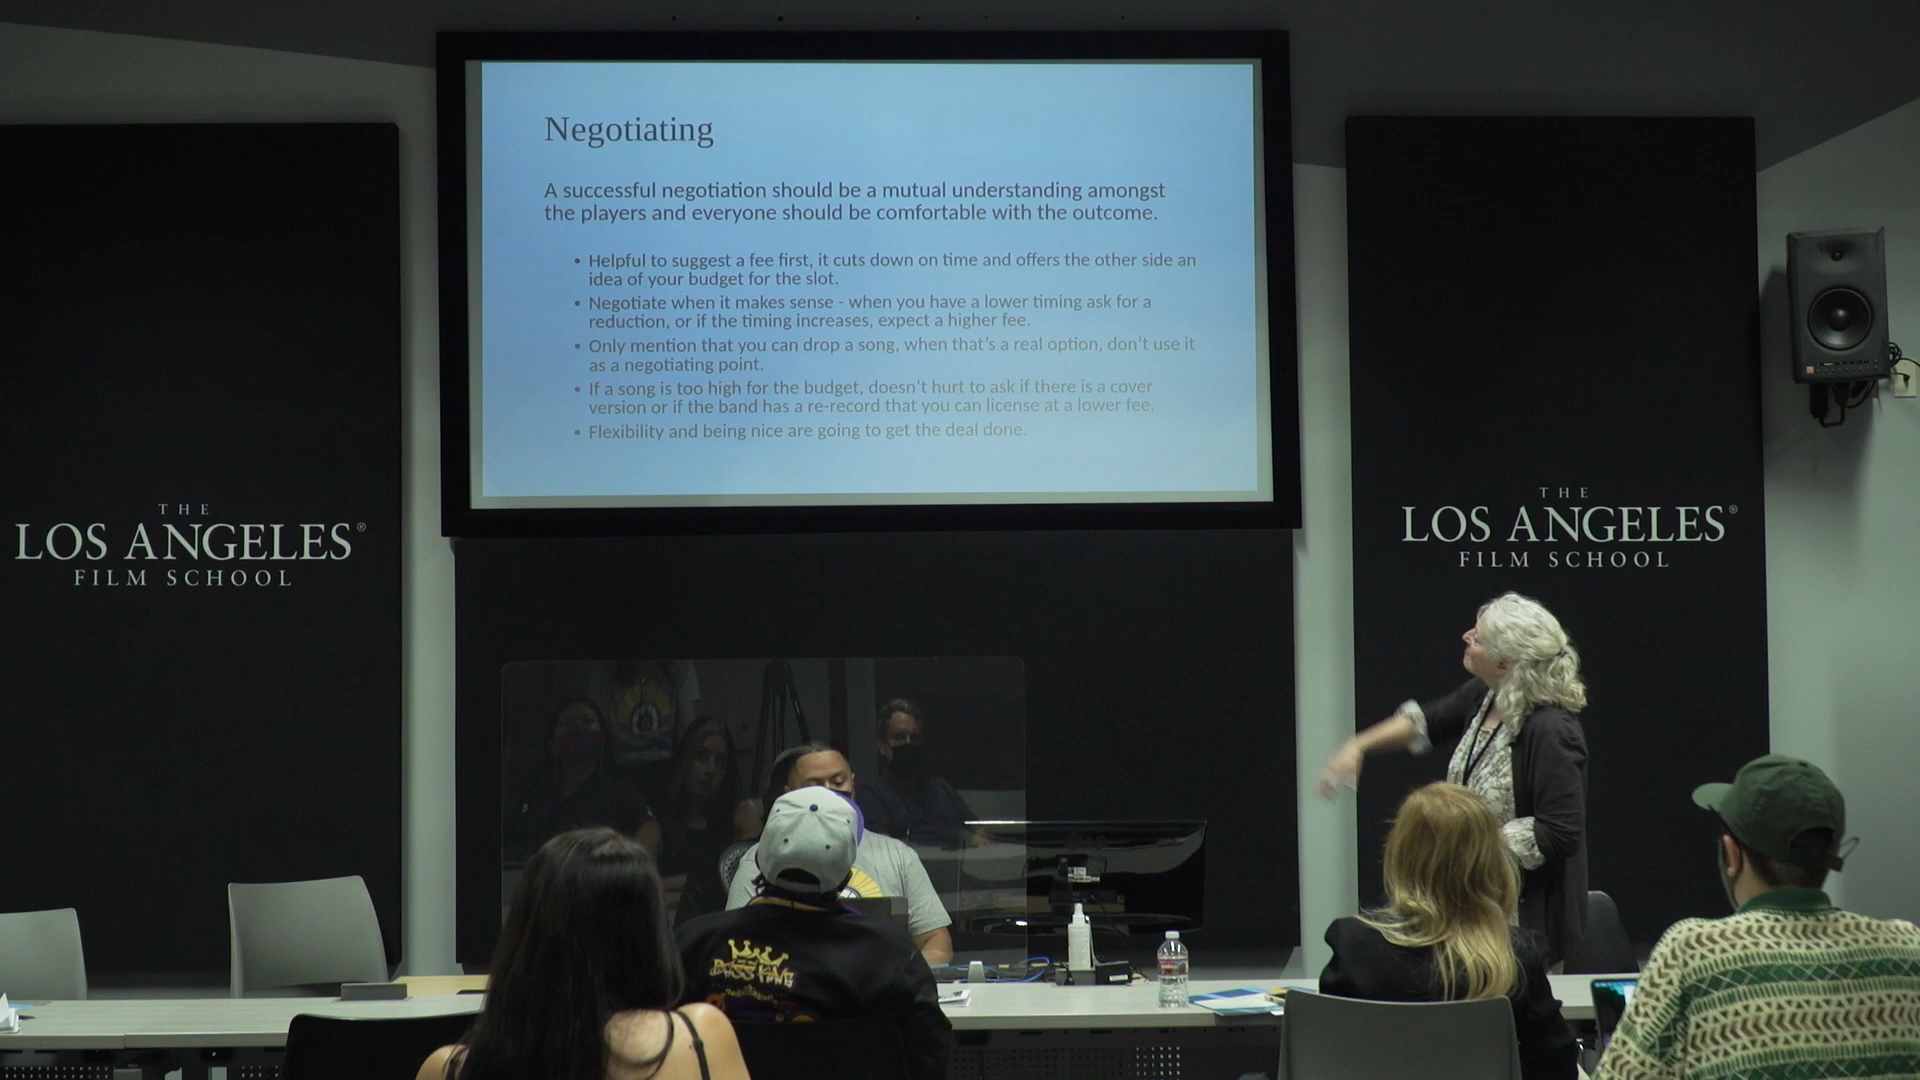 Negotiating
A successful negotiation should be a mutual understanding amongst
the players and everyone should be comfortable with the outcome.
• Helpful to suggest a fee first, it cuts down on time and offers the other side an
idea of your budget for the slot.
• Negotiate when it makes sense - when you have a lower timing ask for a
reduction, or if the timing increases, expect a higher fee.
• Only mention that you can drop a song, when that's a real option, don't use it
as a negotiating point.
• If a song is too high for the budget, doesn't hurt to ask if there is a cover
version or if the band has a re-record that you can license at a lower fee.
• Flexibility and being nice are going to get the deal done.
THE
LOS ANGELES®
FILM SCHOOL
THE
LOS ANGELES®
FILM SCHOOL